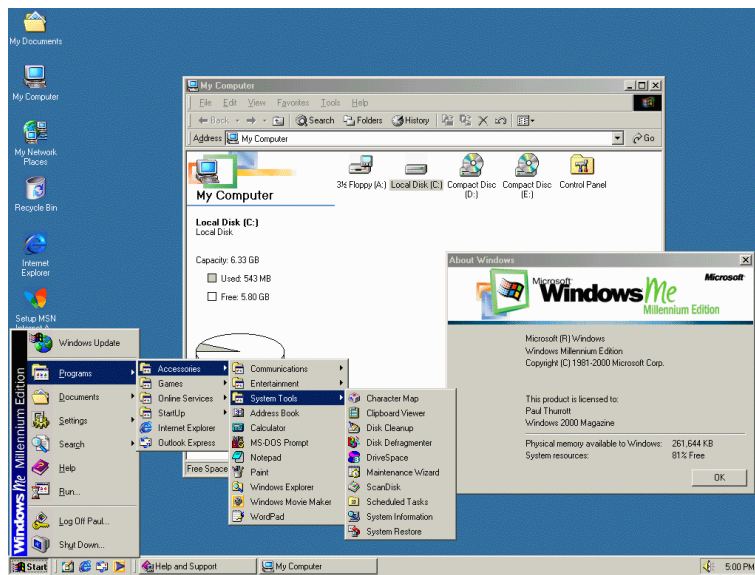 My Documents
My Computer
My Network
Places
Recycle Bin
Internet
Explorer
Setup MSN
My Computer
File Edit View Favorites Tools Help
Back Search Folders History
Address My Computer Go
My Computer
3½ Floppy (A:) Local Disk (C:) Compact Disc
(D:) Compact Disc
(E:) Control Panel
Local Disk (C:)
Local Disk
Capacity: 6.33 GB
Used: 543 MB
Free: 5.80 GB
Free Space
About Windows
Microsoft
Microsoft
Windows Me
Millennium Edition
Microsoft (R) Windows
Windows Millennium Edition
Copyright (C) 1981-2000 Microsoft Corp.
This product is licensed to:
Paul Thurrott
Windows 2000 Magazine
Physical memory available to Windows: 261,644 KB
System resources: 81% Free
OK
Windows Me Millennium Edition
Windows Update
Programs
Documents
Settings
Search
Help
Run...
Log Off Paul...
Shut Down...
Accessories
Games
Online Services
StartUp
Internet Explorer
Outlook Express
Communications
Entertainment
System Tools
Address Book
Calculator
MS-DOS Prompt
Notepad
Paint
Windows Explorer
Windows Movie Maker
WordPad
Character Map
Clipboard Viewer
Disk Cleanup
Disk Defragmenter
DriveSpace
Maintenance Wizard
ScanDisk
Scheduled Tasks
System Information
System Restore
Start Help and Support My Computer 5:00 PM